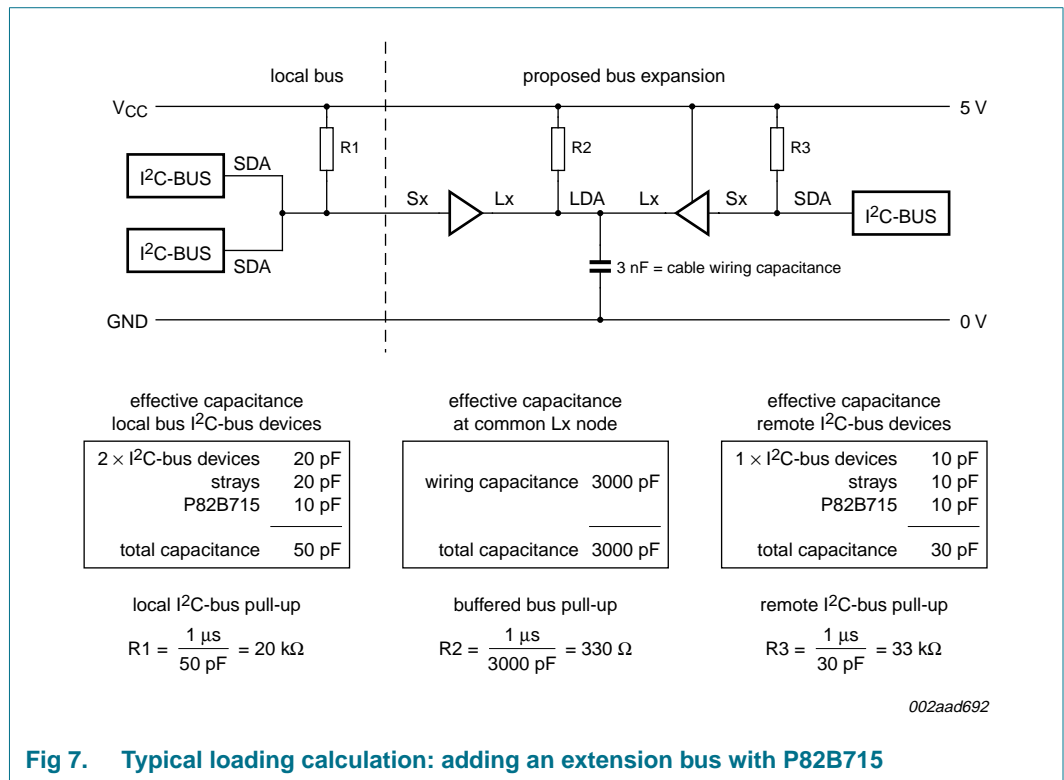 local bus
proposed bus expansion
VCC
5 V
R1
R2
R3
I2C-BUS
SDA
Sx
Lx
LDA
Lx
Sx
SDA
I2C-BUS
I2C-BUS
SDA
3 nF = cable wiring capacitance
GND
0 V
effective capacitance
local bus I2C-bus devices
2 × I2C-bus devices 20 pF
strays 20 pF
P82B715 10 pF
total capacitance 50 pF
local I2C-bus pull-up
R1 = 1 μs / 50 pF = 20 kΩ
effective capacitance
at common Lx node
wiring capacitance 3000 pF
total capacitance 3000 pF
buffered bus pull-up
R2 = 1 μs / 3000 pF = 330 Ω
effective capacitance
remote I2C-bus devices
1 × I2C-bus devices 10 pF
strays 10 pF
P82B715 10 pF
total capacitance 30 pF
remote I2C-bus pull-up
R3 = 1 μs / 30 pF = 33 kΩ
002aad692
Fig 7. Typical loading calculation: adding an extension bus with P82B715